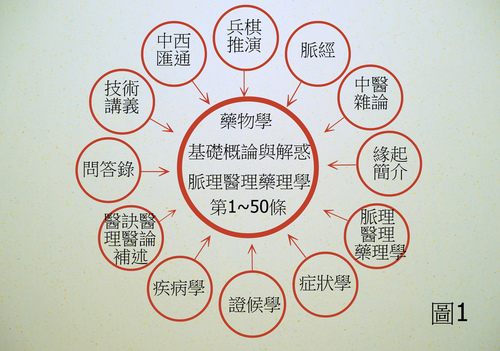 兵棋
推演
脈經
中醫
雜論
緣起
簡介
脈理
醫理
藥理學
症狀學
證候學
疾病學
醫訣醫
理醫論
補述
問答錄
技術
講義
中西
匯通
藥物學
基礎概論與解惑
脈理醫理藥理學
第1~50條
圖1